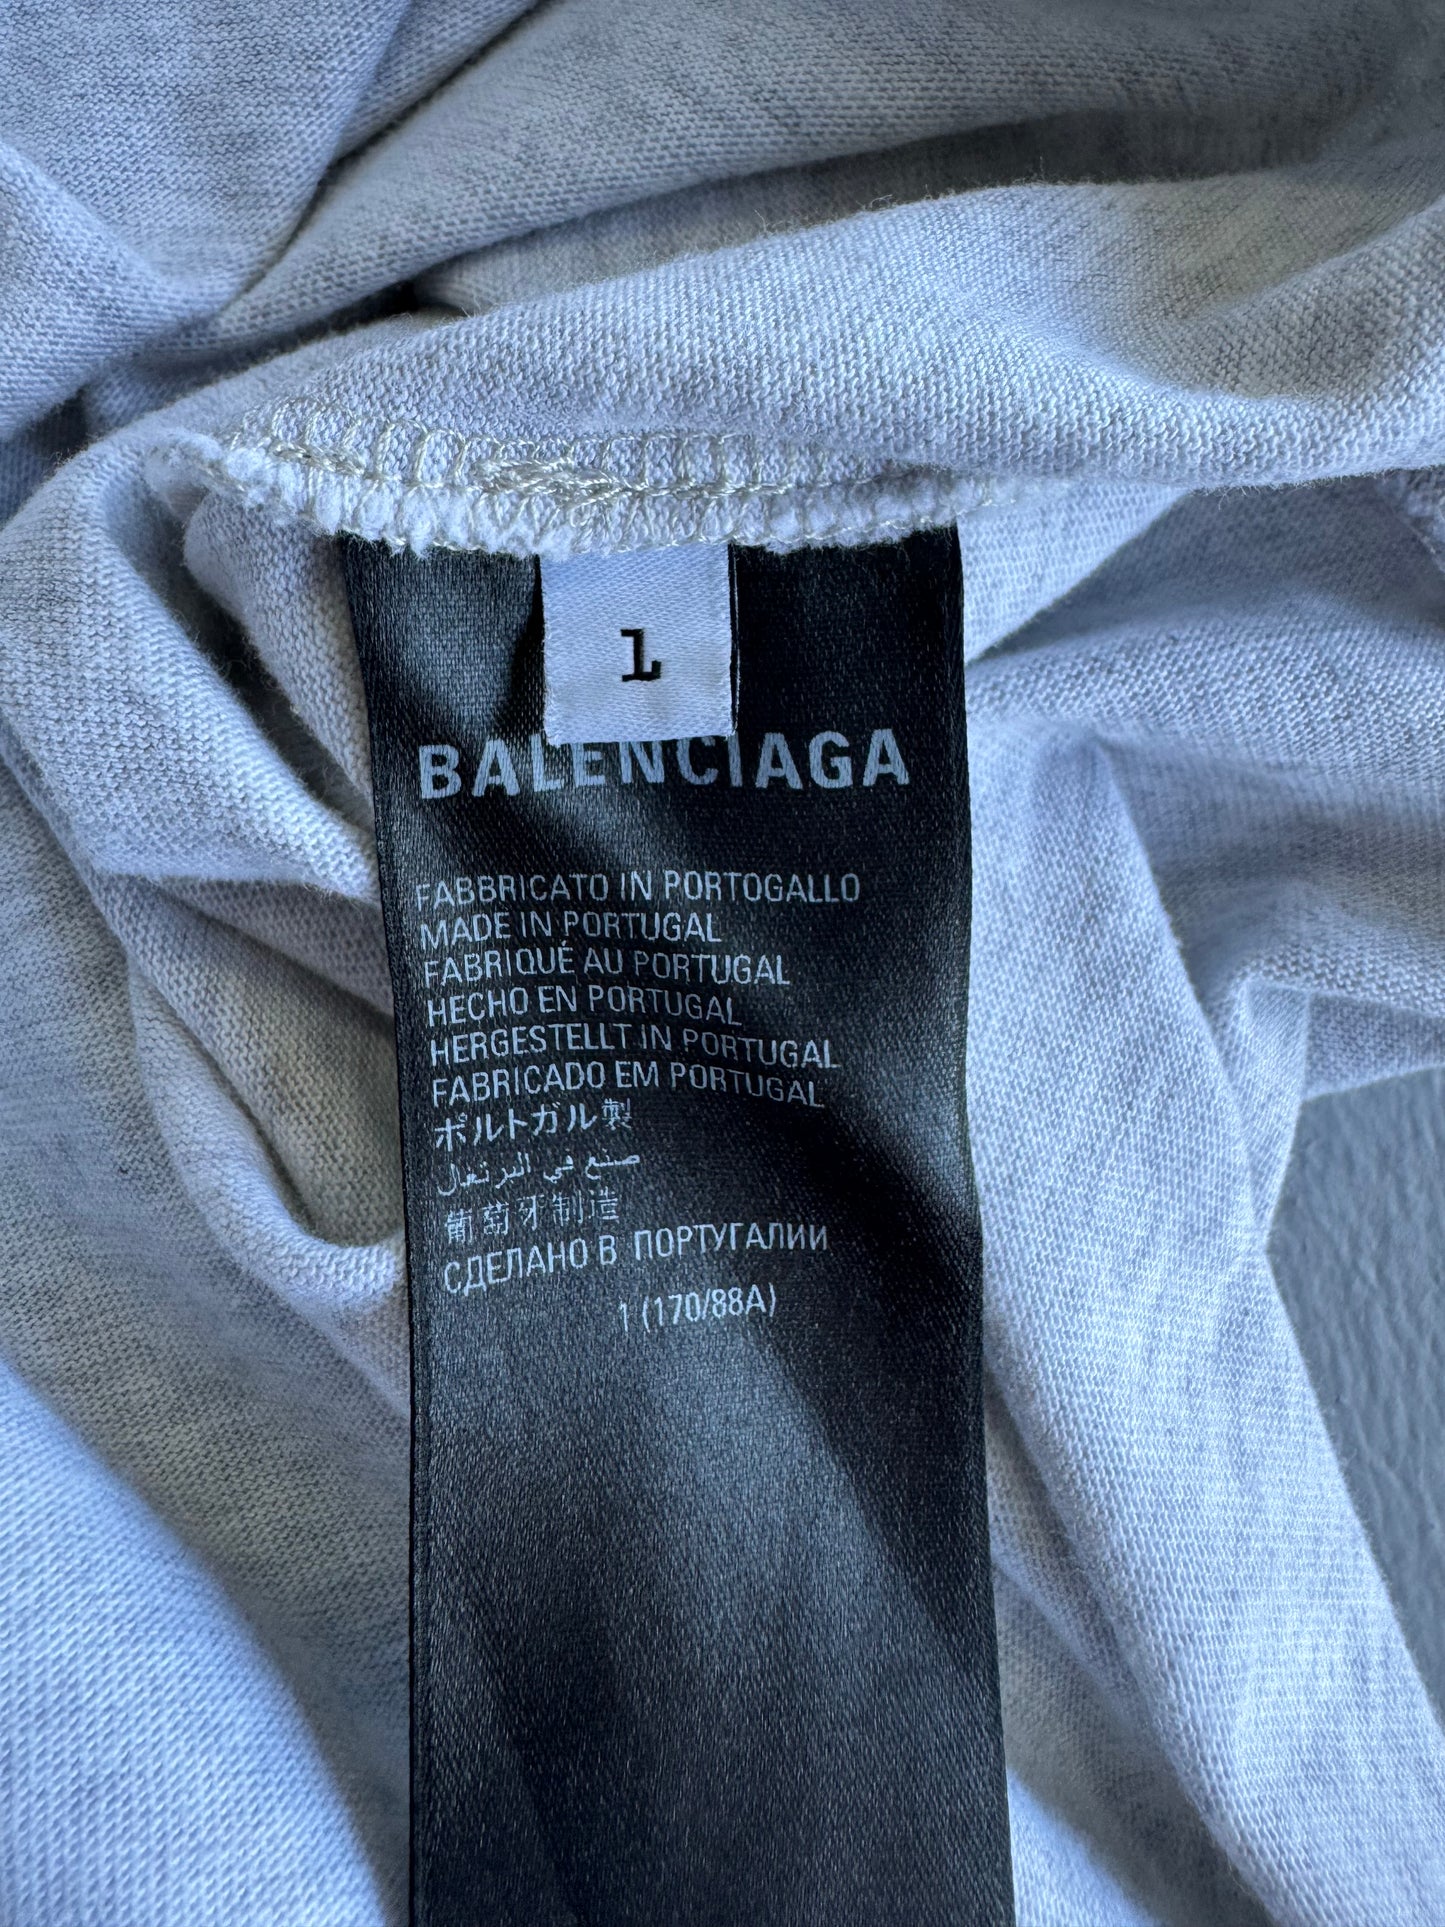 1
BALENCIAGA
FABBRICATO IN PORTOGALLO
MADE IN PORTUGAL
FABRIQUÉ AU PORTUGAL
HECHO EN PORTUGAL
HERGESTELLT IN PORTUGAL
FABRICADO EM PORTUGAL
ポルトガル製
صنع في البرتغال
葡萄牙制造
СДЕЛАНО В ПОРТУГАЛИИ
1 (170/88A)